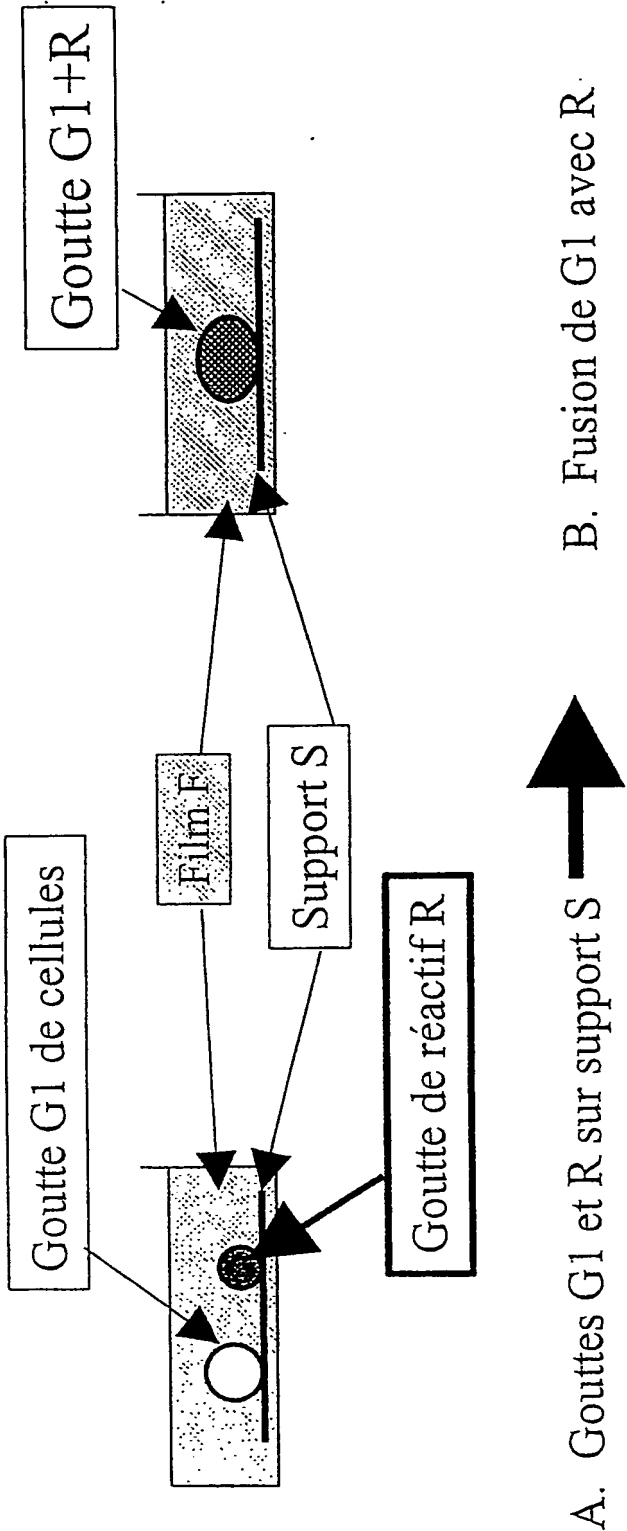 Goutte G1 de cellules
Goutte G1+R
Film F
Support S
Goutte de réactif R
A. Gouttes G1 et R sur support S
B. Fusion de G1 avec R